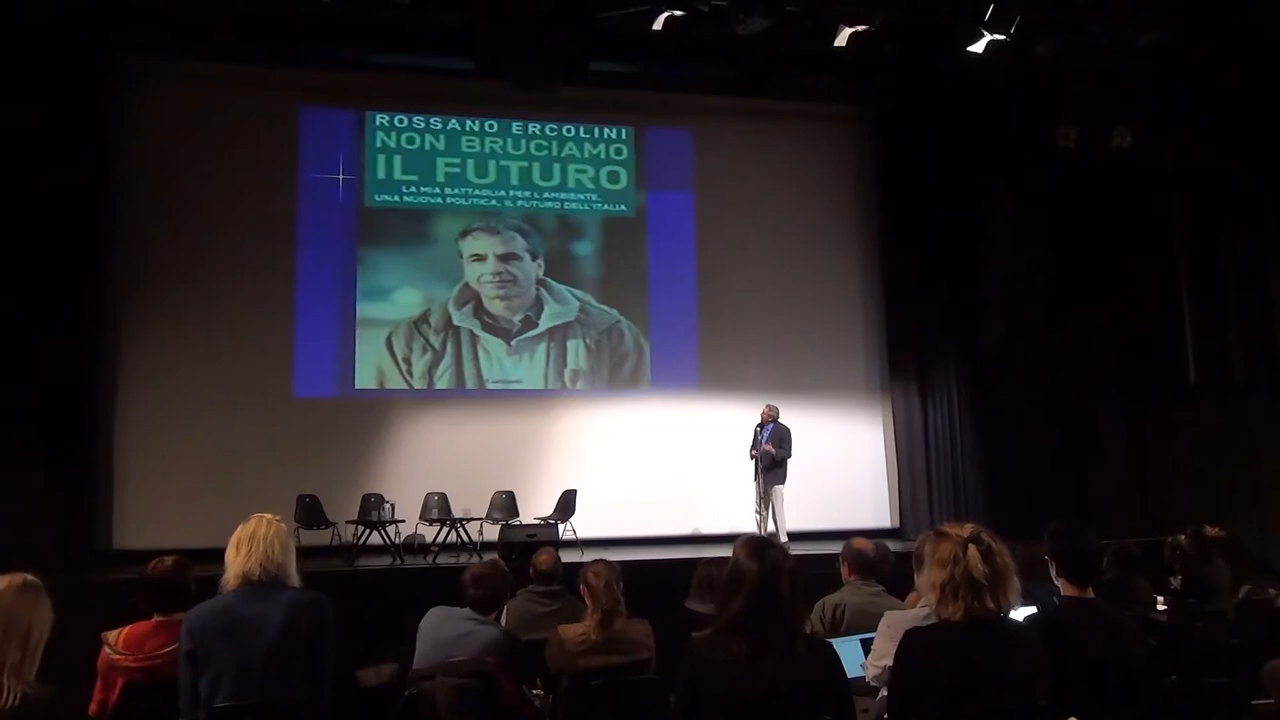 ROSSANO ERCOLINI
NON BRUCIAMO
IL FUTURO
LA MIA BATTAGLIA PER L'AMBIENTE,
UNA NUOVA POLITICA, IL FUTURO DELL'ITALIA